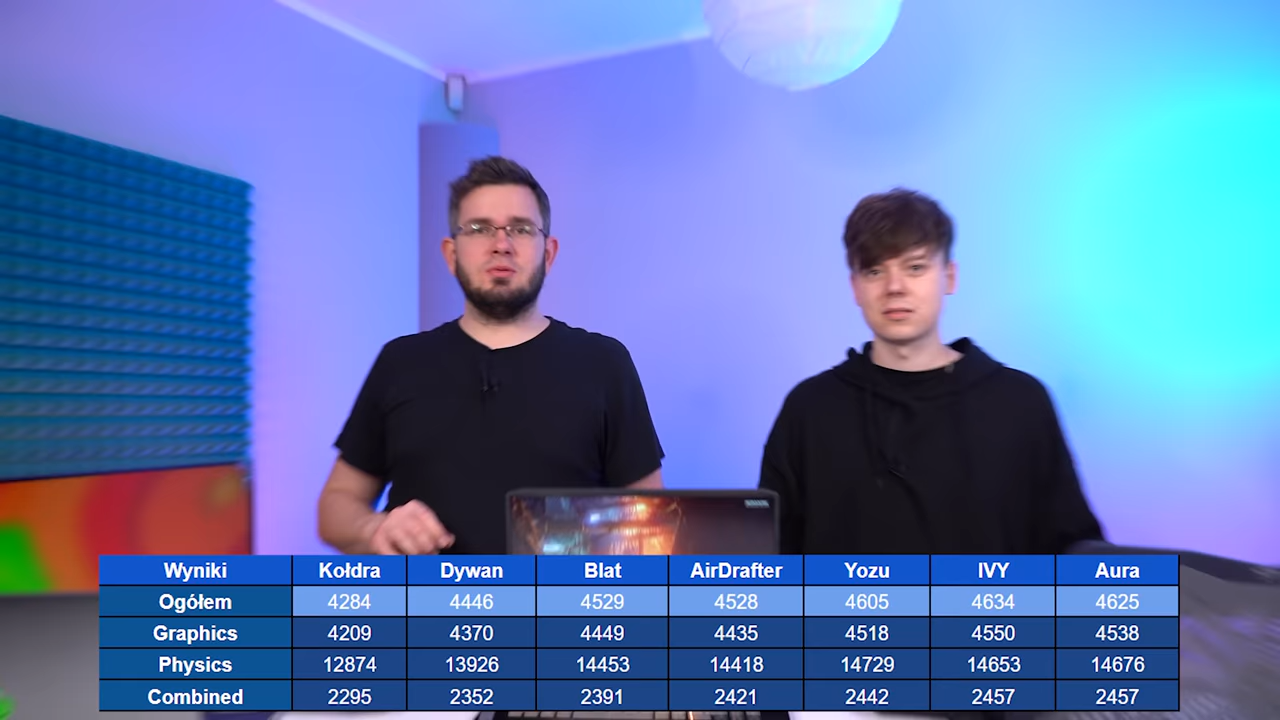 Wyniki Kołdra Dywan Blat AirDrafter Yozu IVY Aura
Ogółem 4284 4446 4529 4528 4605 4634 4625
Graphics 4209 4370 4449 4435 4518 4550 4538
Physics 12874 13926 14453 14418 14729 14653 14676
Combined 2295 2352 2391 2421 2442 2457 2457